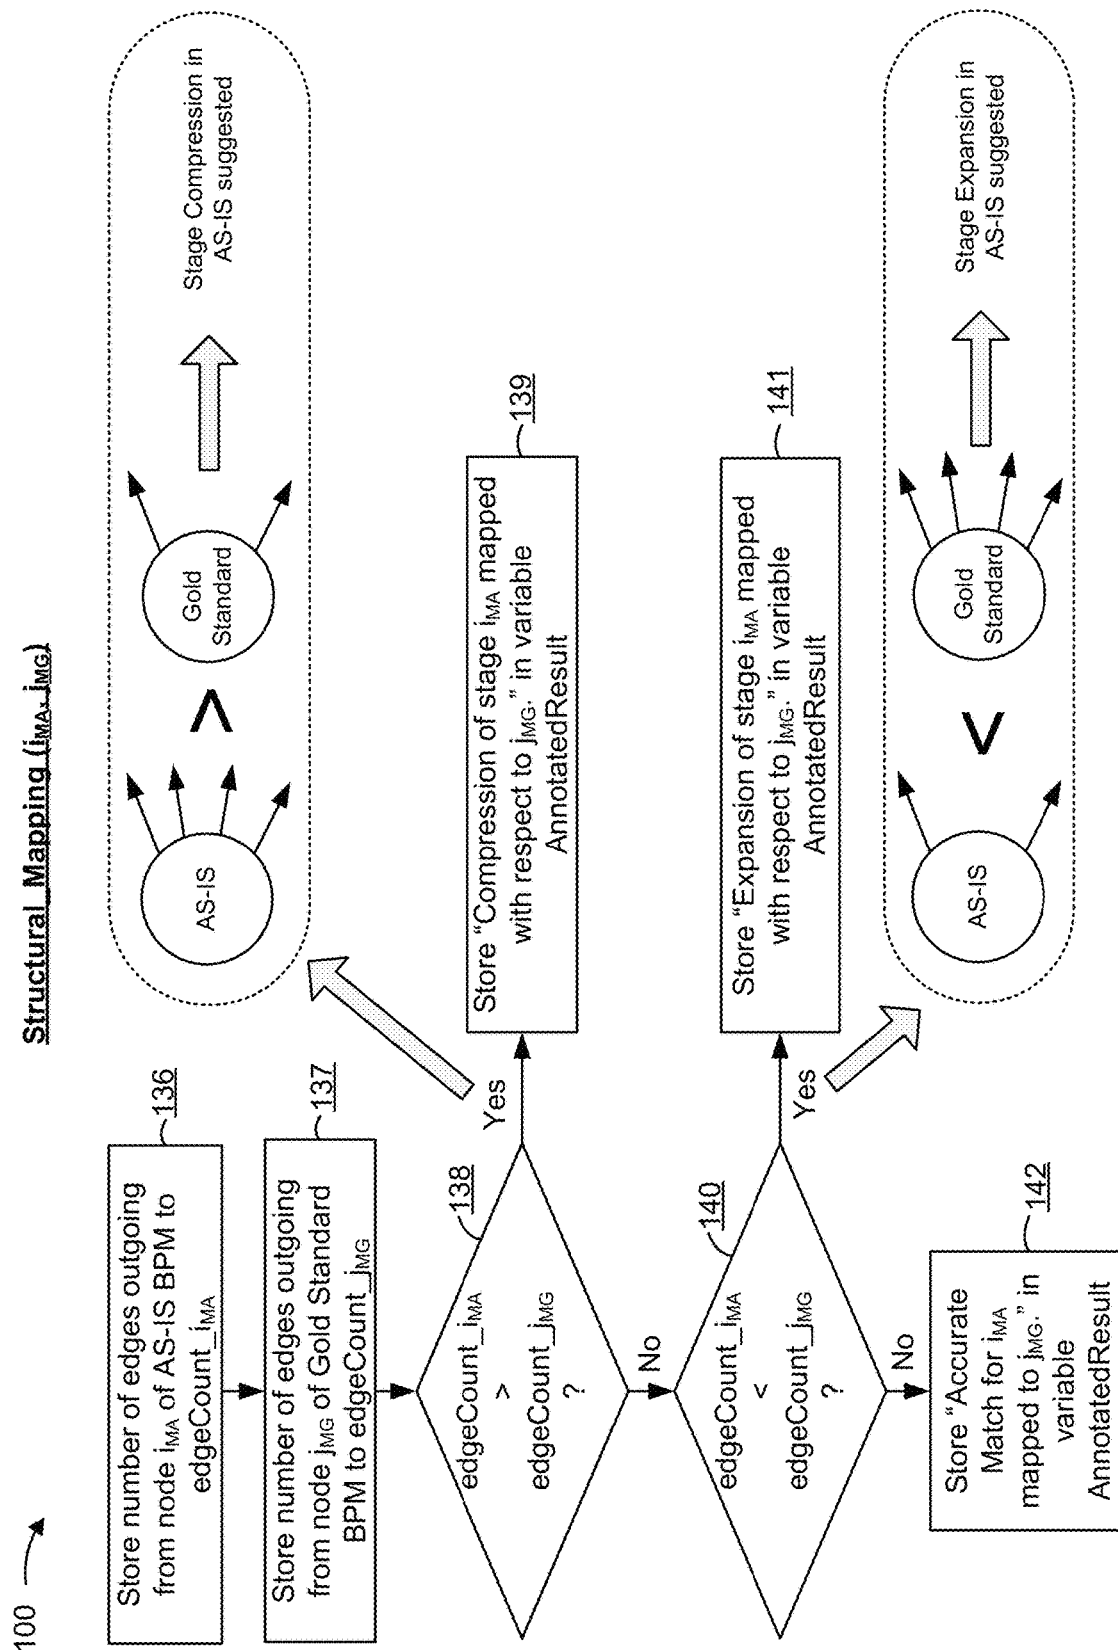 100
Structural_Mapping (iMA, jMG)
Store number of edges outgoing
from node iMA of AS-IS BPM to
edgeCount_iMA
136
Store number of edges outgoing
from node jMG of Gold Standard
BPM to edgeCount_jMG
137
edgeCount_iMA
>
edgeCount_jMG
?
138
Yes
No
Store “Compression of stage iMA mapped
with respect to jMG.” in variable
AnnotatedResult
139
AS-IS
>
Gold
Standard
Stage Compression in
AS-IS suggested
edgeCount_iMA
<
edgeCount_jMG
?
140
Yes
No
Store “Expansion of stage iMA mapped
with respect to jMG.” in variable
AnnotatedResult
141
AS-IS
<
Gold
Standard
Stage Expansion in
AS-IS suggested
Store “Accurate
Match for iMA
mapped to jMG.” in
variable
AnnotatedResult
142